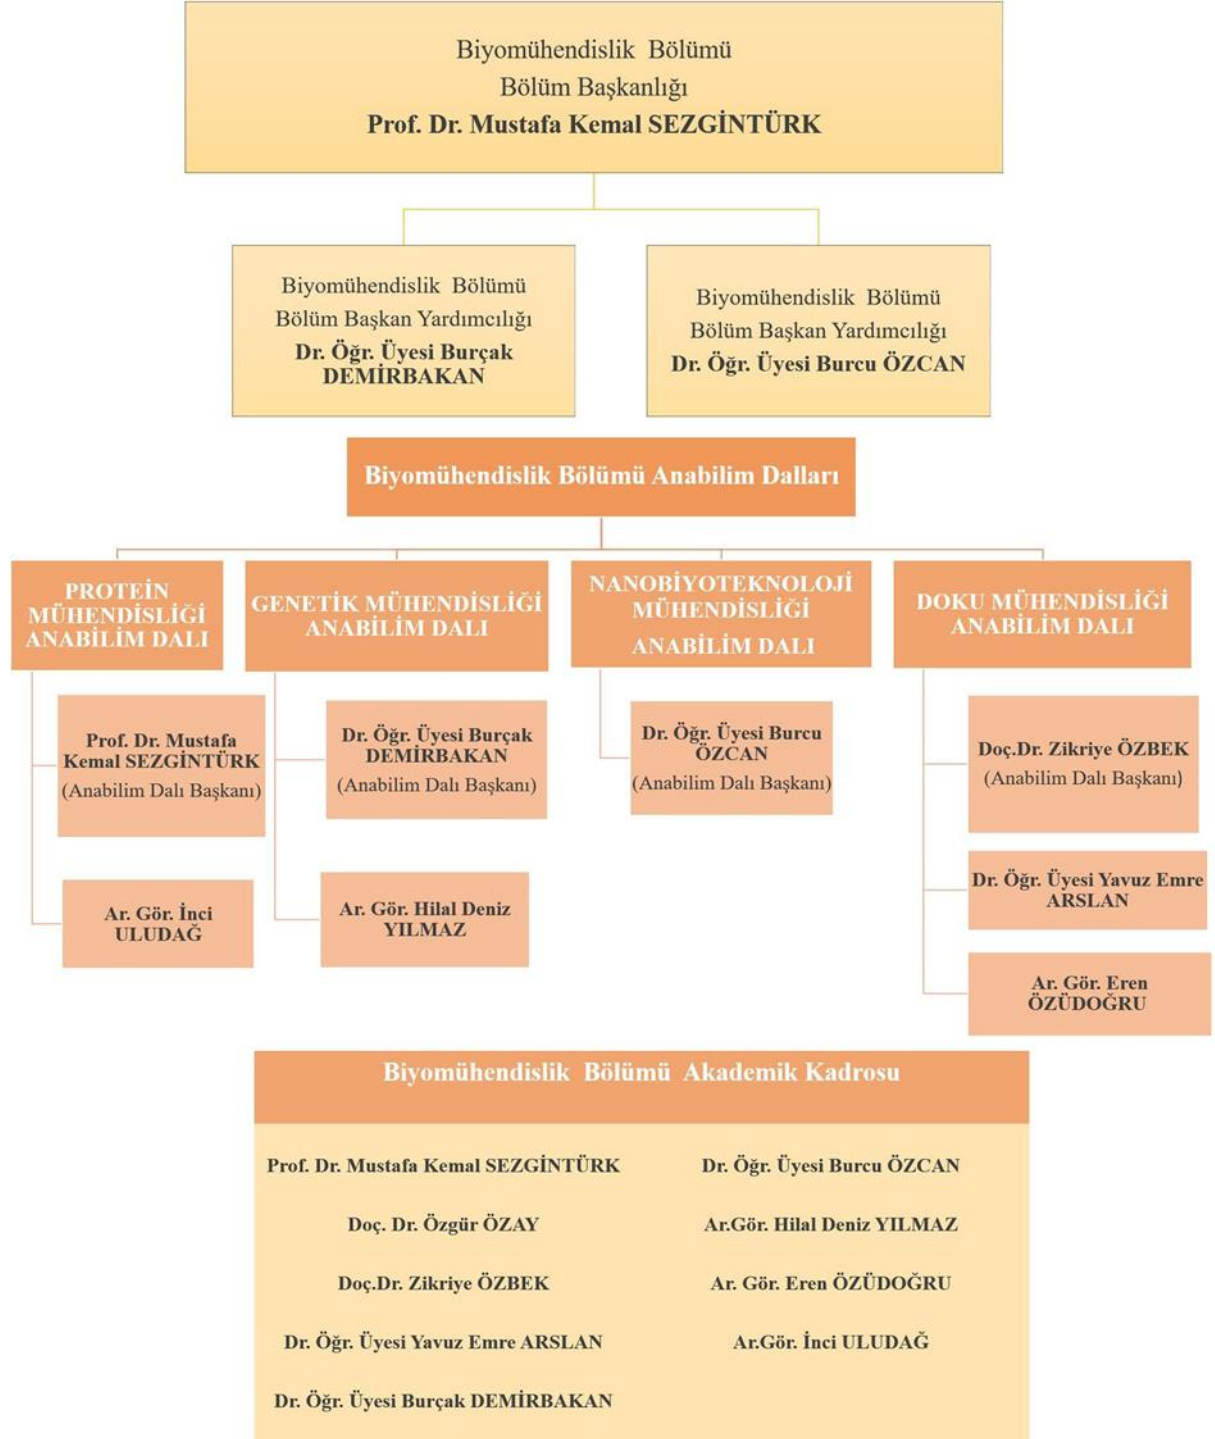 Biyomühendislik Bölümü
Bölüm Başkanlığı
Prof. Dr. Mustafa Kemal SEZGİNTÜRK
Biyomühendislik Bölümü
Bölüm Başkan Yardımcılığı
Dr. Öğr. Üyesi Burçak
DEMİRBAKAN
Biyomühendislik Bölümü
Bölüm Başkan Yardımcılığı
Dr. Öğr. Üyesi Burcu ÖZCAN
Biyomühendislik Bölümü Anabilim Dalları
PROTEİN
MÜHENDİSLİĞİ
ANABİLİM DALI
GENETİK MÜHENDİSLİĞİ
ANABİLİM DALI
NANOBİYOTEKNOLOJİ
MÜHENDİSLİĞİ
ANABİLİM DALI
DOKU MÜHENDİSLİĞİ
ANABİLİM DALI
Prof. Dr. Mustafa
Kemal SEZGİNTÜRK
(Anabilim Dalı Başkanı)
Ar. Gör. İnci
ULUDAĞ
Dr. Öğr. Üyesi Burçak
DEMİRBAKAN
(Anabilim Dalı Başkanı)
Ar. Gör. Hilal Deniz
YILMAZ
Dr. Öğr. Üyesi Burcu
ÖZCAN
(Anabilim Dalı Başkanı)
Doç.Dr. Zikriye ÖZBEK
(Anabilim Dalı Başkanı)
Dr. Öğr. Üyesi Yavuz Emre
ARSLAN
Ar. Gör. Eren
ÖZÜDOĞRU
Biyomühendislik Bölümü Akademik Kadrosu
Prof. Dr. Mustafa Kemal SEZGİNTÜRK
Doç. Dr. Özgür ÖZAY
Doç.Dr. Zikriye ÖZBEK
Dr. Öğr. Üyesi Yavuz Emre ARSLAN
Dr. Öğr. Üyesi Burçak DEMİRBAKAN
Dr. Öğr. Üyesi Burcu ÖZCAN
Ar.Gör. Hilal Deniz YILMAZ
Ar. Gör. Eren ÖZÜDOĞRU
Ar.Gör. İnci ULUDAĞ